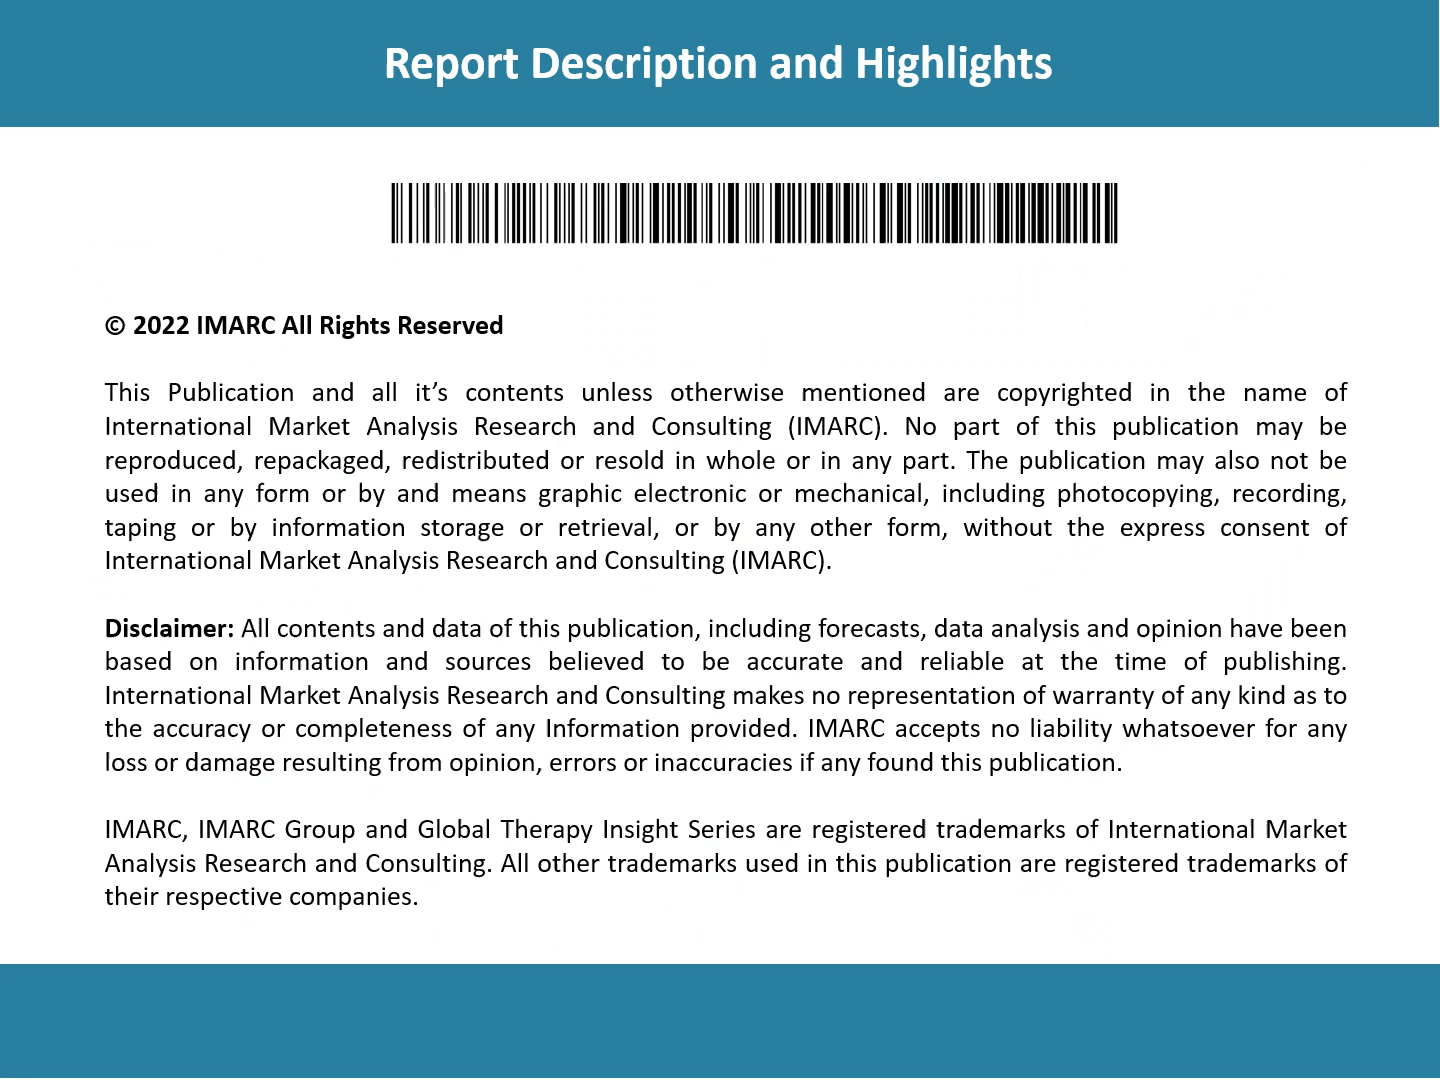 Report Description and Highlights
© 2022 IMARC All Rights Reserved
This Publication and all it’s contents unless otherwise mentioned are copyrighted in the name of
International Market Analysis Research and Consulting (IMARC). No part of this publication may be
reproduced, repackaged, redistributed or resold in whole or in any part. The publication may also not be
used in any form or by and means graphic electronic or mechanical, including photocopying, recording,
taping or by information storage or retrieval, or by any other form, without the express consent of
International Market Analysis Research and Consulting (IMARC).
Disclaimer: All contents and data of this publication, including forecasts, data analysis and opinion have been
based on information and sources believed to be accurate and reliable at the time of publishing.
International Market Analysis Research and Consulting makes no representation of warranty of any kind as to
the accuracy or completeness of any Information provided. IMARC accepts no liability whatsoever for any
loss or damage resulting from opinion, errors or inaccuracies if any found this publication.
IMARC, IMARC Group and Global Therapy Insight Series are registered trademarks of International Market
Analysis Research and Consulting. All other trademarks used in this publication are registered trademarks of
their respective companies.